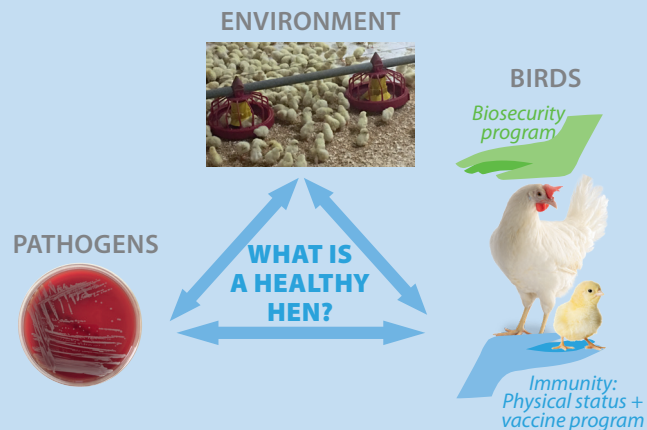 ENVIRONMENT
BIRDS
Biosecurity
program
PATHOGENS
WHAT IS
A HEALTHY
HEN?
Immunity:
Physical status +
vaccine program